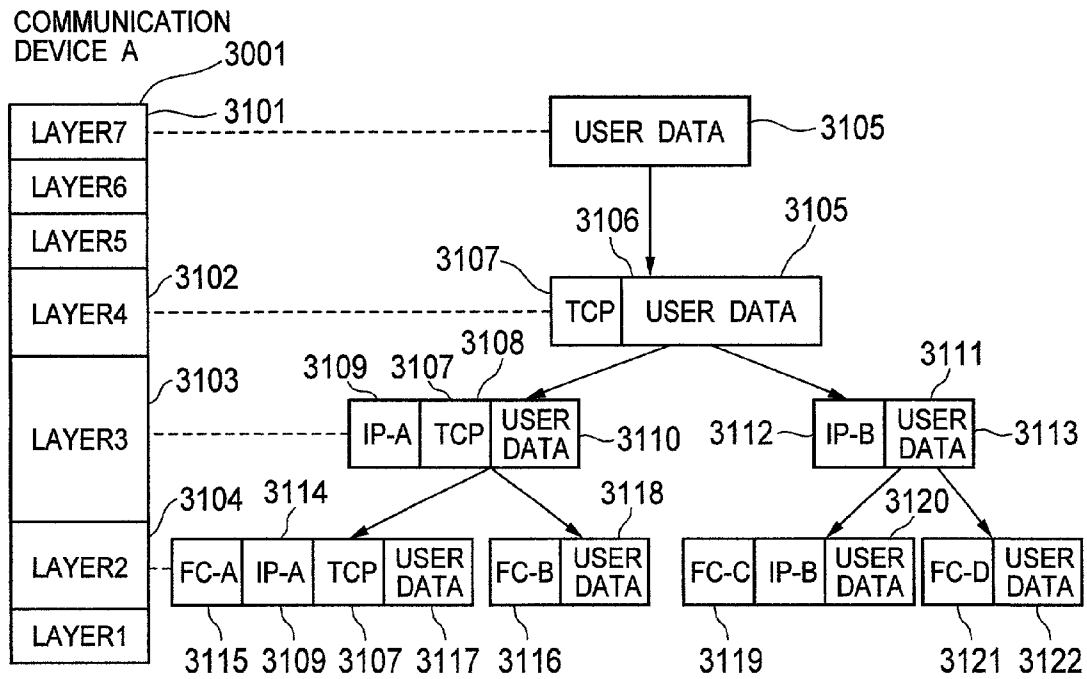 COMMUNICATION
DEVICE A
3001
3101
LAYER7
USER DATA
3105
LAYER6
LAYER5
3106
3105
3107
3102
LAYER4
TCP
USER DATA
3109
3107
3108
3111
3103
LAYER3
IP-A
TCP
USER
DATA
3110
3112
IP-B
USER
DATA
3113
3104
3114
3118
3120
LAYER2
FC-A
IP-A
TCP
USER
DATA
FC-B
USER
DATA
FC-C
IP-B
USER
DATA
FC-D
USER
DATA
LAYER1
3115
3109
3107
3117
3116
3119
3121
3122